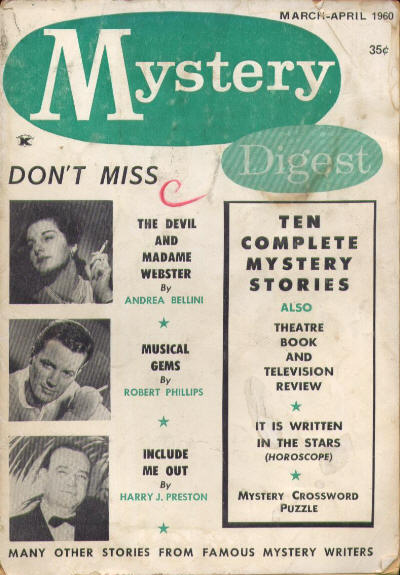 MARCH-APRIL 1960
35¢
Mystery
Digest
K
DON'T MISS
THE DEVIL
AND
MADAME
WEBSTER
By
ANDREA BELLINI
★
MUSICAL
GEMS
By
ROBERT PHILLIPS
★
INCLUDE
ME OUT
By
HARRY J. PRESTON
★
TEN
COMPLETE
MYSTERY
STORIES
ALSO
THEATRE
BOOK
AND
TELEVISION
REVIEW
★
IT IS WRITTEN
IN THE STARS
(HOROSCOPE)
★
MYSTERY CROSSWORD
PUZZLE
MANY OTHER STORIES FROM FAMOUS MYSTERY WRITERS